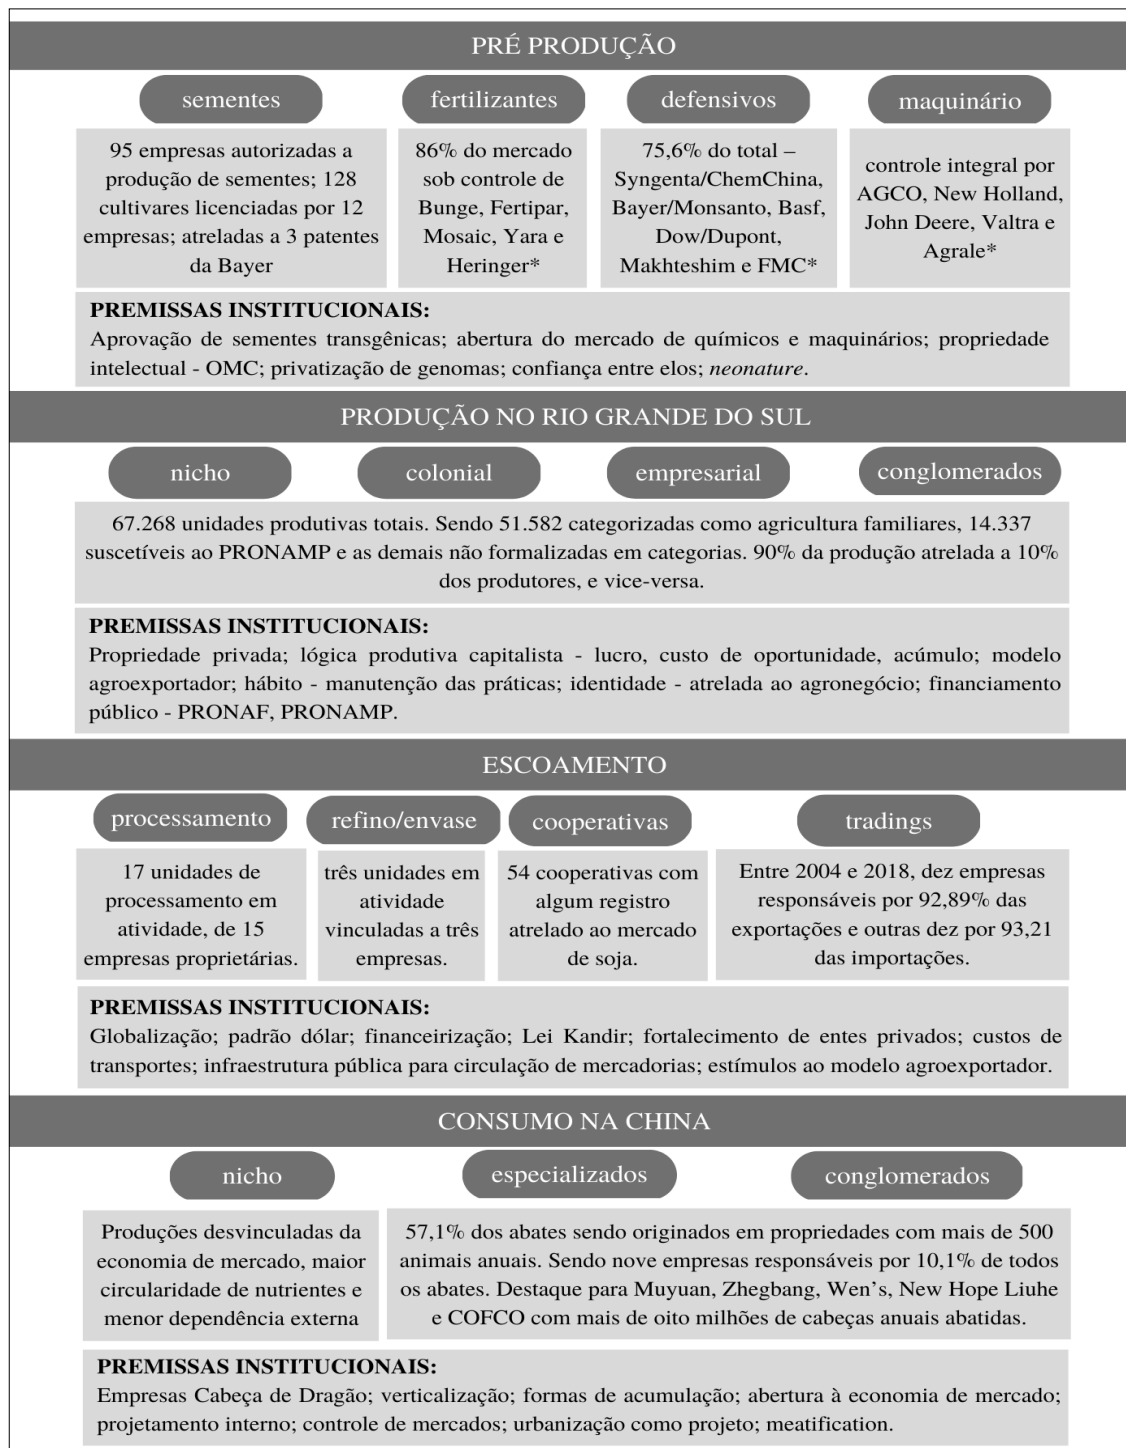 PRÉ PRODUÇÃO
sementes
fertilizantes
defensivos
maquinário
95 empresas autorizadas a
produção de sementes; 128
cultivares licenciadas por 12
empresas; atreladas a 3 patentes
da Bayer
86% do mercado
sob controle de
Bunge, Fertipar,
Mosaic, Yara e
Heringer*
75,6% do total –
Syngenta/ChemChina,
Bayer/Monsanto, Basf,
Dow/Dupont,
Makhteshim e FMC*
controle integral por
AGCO, New Holland,
John Deere, Valtra e
Agrale*
PREMISSAS INSTITUCIONAIS:
Aprovação de sementes transgênicas; abertura do mercado de químicos e maquinários; propriedade
intelectual - OMC; privatização de genomas; confiança entre elos; neonature.
PRODUÇÃO NO RIO GRANDE DO SUL
nicho
colonial
empresarial
conglomerados
67.268 unidades produtivas totais. Sendo 51.582 categorizadas como agricultura familiares, 14.337
suscetíveis ao PRONAMP e as demais não formalizadas em categorias. 90% da produção atrelada a 10%
dos produtores, e vice-versa.
PREMISSAS INSTITUCIONAIS:
Propriedade privada; lógica produtiva capitalista - lucro, custo de oportunidade, acúmulo; modelo
agroexportador; hábito - manutenção das práticas; identidade - atrelada ao agronegócio; financiamento
público - PRONAF, PRONAMP.
ESCOAMENTO
processamento
refino/envase
cooperativas
tradings
17 unidades de
processamento em
atividade, de 15
empresas proprietárias.
três unidades em
atividade
vinculadas a três
empresas.
54 cooperativas com
algum registro
atrelado ao mercado
de soja.
Entre 2004 e 2018, dez empresas
responsáveis por 92,89% das
exportações e outras dez por 93,21
das importações.
PREMISSAS INSTITUCIONAIS:
Globalização; padrão dólar; financeirização; Lei Kandir; fortalecimento de entes privados; custos de
transportes; infraestrutura pública para circulação de mercadorias; estímulos ao modelo agroexportador.
CONSUMO NA CHINA
nicho
especializados
conglomerados
Produções desvinculadas da
economia de mercado, maior
circularidade de nutrientes e
menor dependência externa
57,1% dos abates sendo originados em propriedades com mais de 500
animais anuais. Sendo nove empresas responsáveis por 10,1% de todos
os abates. Destaque para Muyuan, Zhegbang, Wen's, New Hope Liuhe
e COFCO com mais de oito milhões de cabeças anuais abatidas.
PREMISSAS INSTITUCIONAIS:
Empresas Cabeça de Dragão; verticalização; formas de acumulação; abertura à economia de mercado;
projetamento interno; controle de mercados; urbanização como projeto; meatification.